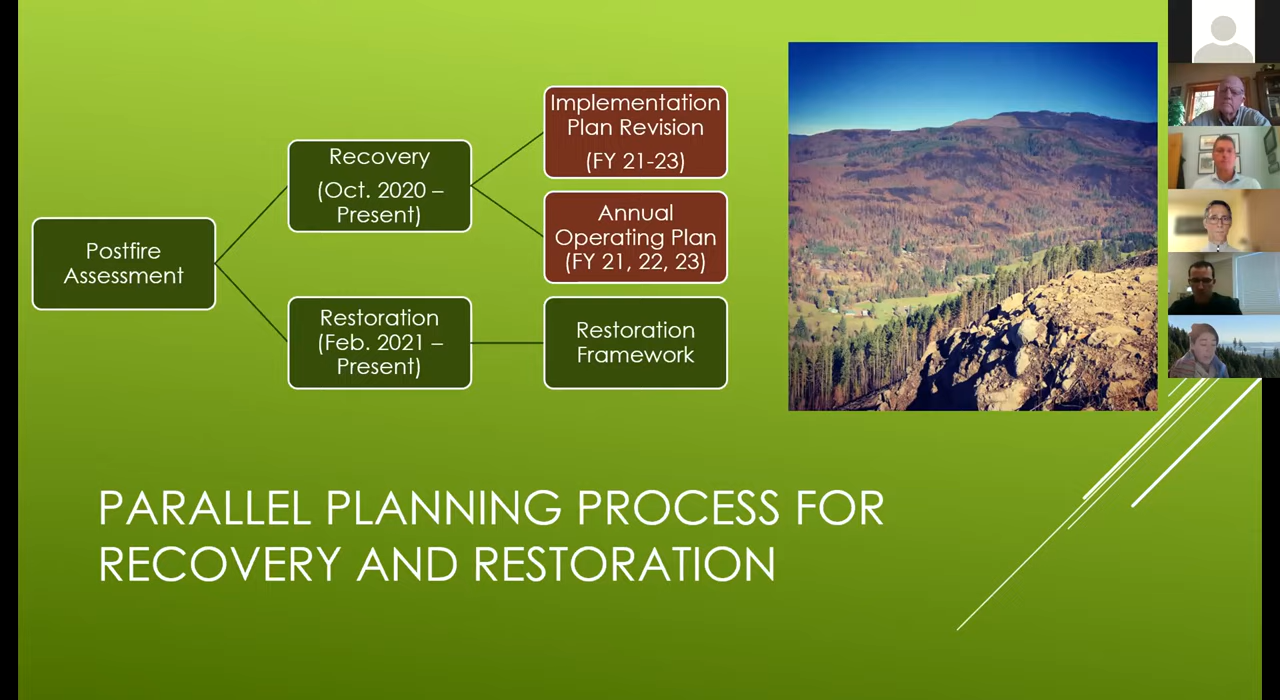 Postfire
Assessment
Recovery
(Oct. 2020 –
Present)
Restoration
(Feb. 2021 –
Present)
Implementation
Plan Revision
(FY 21-23)
Annual
Operating Plan
(FY 21, 22, 23)
Restoration
Framework
PARALLEL PLANNING PROCESS FOR
RECOVERY AND RESTORATION